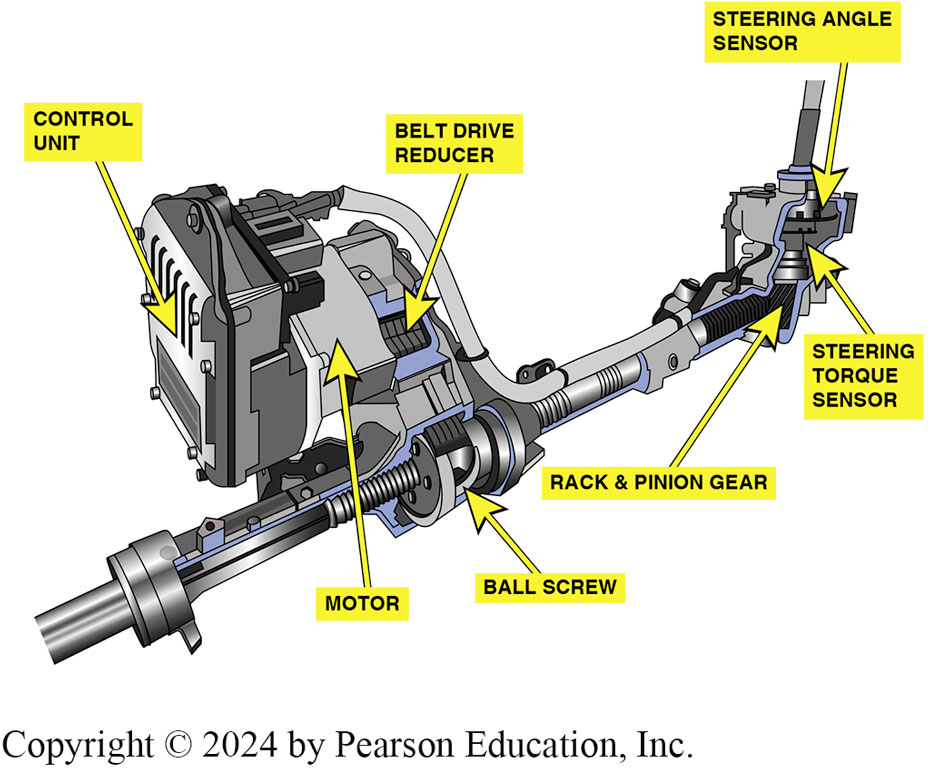 STEERING ANGLE
SENSOR
CONTROL
UNIT
BELT DRIVE
REDUCER
STEERING
TORQUE
SENSOR
RACK & PINION GEAR
BALL SCREW
MOTOR
Copyright © 2024 by Pearson Education, Inc.